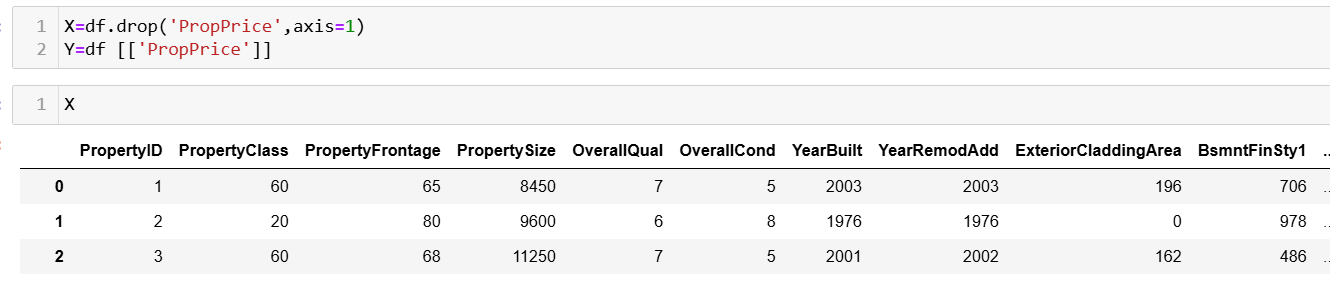 1 X=df.drop('PropPrice',axis=1)
2 Y=df [['PropPrice']]
1 X
PropertyID PropertyClass PropertyFrontage PropertySize OverallQual OverallCond YearBuilt YearRemodAdd ExteriorCladdingArea BsmntFinSty1 ..
0 1 60 65 8450 7 5 2003 2003 196 706 ..
1 2 20 80 9600 6 8 1976 1976 0 978 ..
2 3 60 68 11250 7 5 2001 2002 162 486 ..